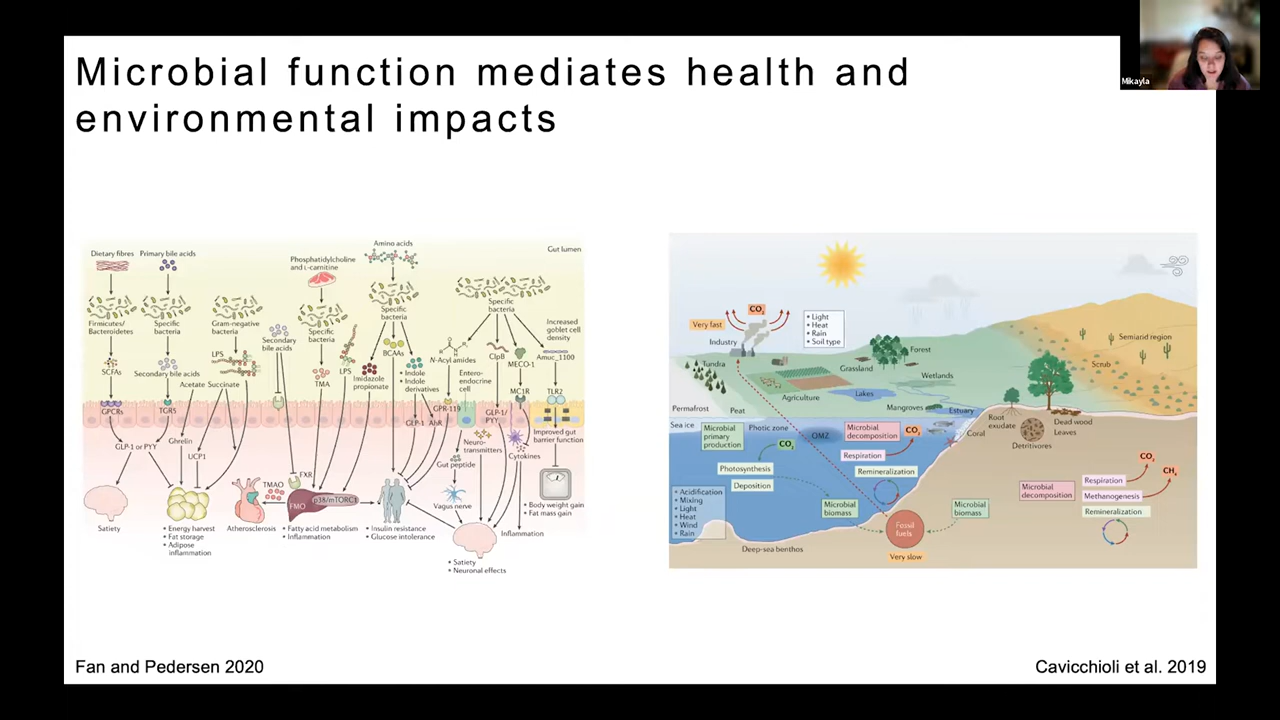 Microbial function mediates health and
environmental impacts
Mikayla
Dietary fibres
Primary bile acids
Phosphatidylcholine
and L-carnitine
Amino acids
Gut lumen
Firmicutes/
Bacteroidetes
Specific
bacteria
Gram-negative
bacteria
Secondary
bile acids
Specific
bacteria
Specific
bacteria
Specific
bacteria
Increased
goblet cell
density
SCFAs
Secondary bile acids
LPS
Acetate
Succinate
TMA
LPS
Imidazole
propionate
BCAAs
• Indole
• Indole
derivatives
N-Acyl amides
Entero-
endocrine
cell
ClpB
MECO-1
Amuc_1100
GPCRs
TGR5
GPR-119
GLP-1
AhR
GLP-1/
PYY
MC1R
TLR2
GLP-1 or PYY
Ghrelin
UCP1
FXR
TMAO
FMO
p38/mTORC1
Neuro-
transmitters
Gut peptide
Vagus nerve
Cytokines
Improved gut
barrier function
Satiety
• Energy harvest
• Fat storage
• Adipose
inflammation
Atherosclerosis
• Fatty acid metabolism
• Inflammation
• Insulin resistance
• Glucose intolerance
Inflammation
• Body weight gain
• Fat mass gain
• Satiety
• Neuronal effects
CO2
Very fast
Industry
• Light
• Heat
• Rain
• Soil type
Tundra
Forest
Grassland
Wetlands
Agriculture
Lakes
Semiarid region
Scrub
Permafrost
Peat
Mangroves
Estuary
Sea ice
Microbial
primary
production
Photic zone
CO2
OMZ
Microbial
decomposition
CO2
Respiration
Coral
Root
exudate
Dead wood
Leaves
Detritivores
Photosynthesis
Deposition
Remineralization
• Acidification
• Mixing
• Light
• Heat
• Wind
• Rain
Microbial
biomass
Fossil
fuels
Very slow
Microbial
biomass
Microbial
decomposition
CO2
CH4
Respiration
Methanogenesis
Remineralization
Deep-sea benthos
Fan and Pedersen 2020
Cavicchioli et al. 2019